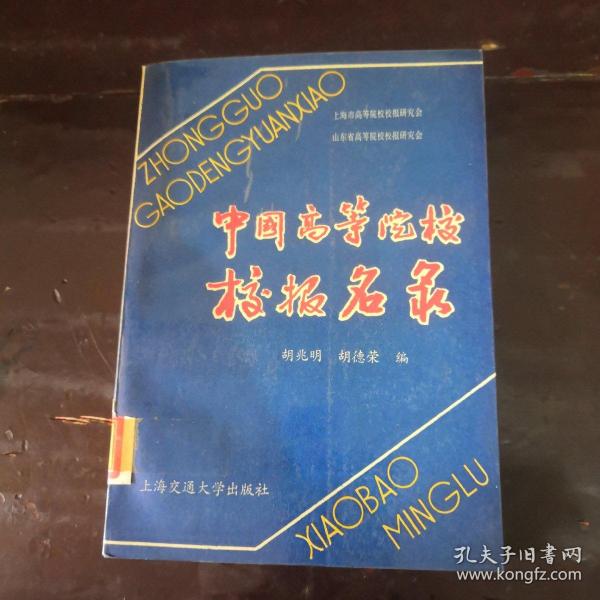 ZHONGGUO
GAODENGYUANXIAO
上海市高等院校校报研究会
山东省高等院校校报研究会
中国高等院校
校报名录
胡兆明 胡德荣 编
上海交通大学出版社
XIAOBAO
MINGLU
孔夫子旧书网
www.kongfz.com